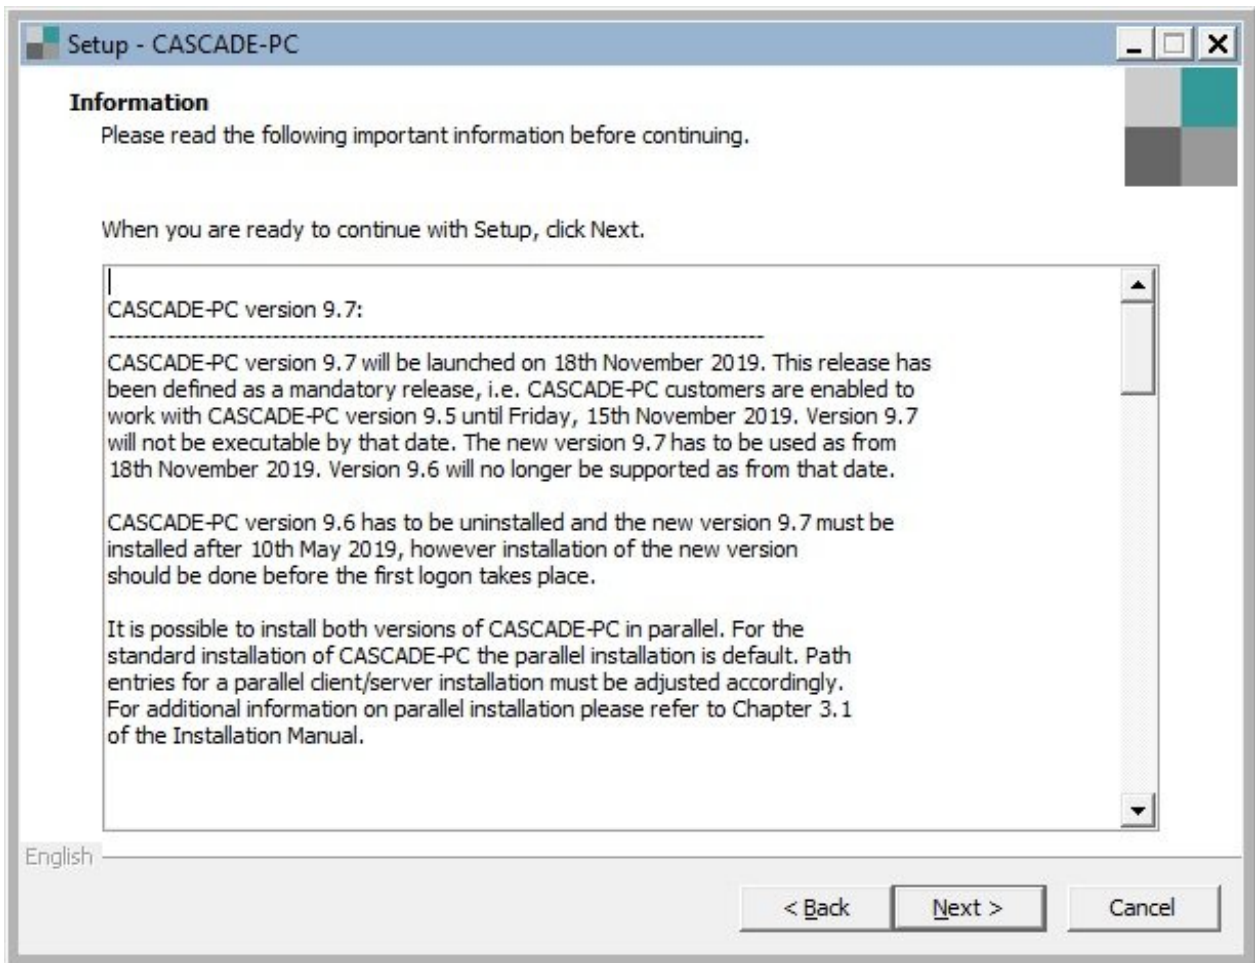 Setup - CASCADE-PC
Information
Please read the following important information before continuing.
When you are ready to continue with Setup, click Next.
CASCADE-PC version 9.7:
-------------------------------------------------------------------------------
CASCADE-PC version 9.7 will be launched on 18th November 2019. This release has
been defined as a mandatory release, i.e. CASCADE-PC customers are enabled to
work with CASCADE-PC version 9.5 until Friday, 15th November 2019. Version 9.7
will not be executable by that date. The new version 9.7 has to be used as from
18th November 2019. Version 9.6 will no longer be supported as from that date.
CASCADE-PC version 9.6 has to be uninstalled and the new version 9.7 must be
installed after 10th May 2019, however installation of the new version
should be done before the first logon takes place.
It is possible to install both versions of CASCADE-PC in parallel. For the
standard installation of CASCADE-PC the parallel installation is default. Path
entries for a parallel client/server installation must be adjusted accordingly.
For additional information on parallel installation please refer to Chapter 3.1
of the Installation Manual.
English
< Back Next > Cancel